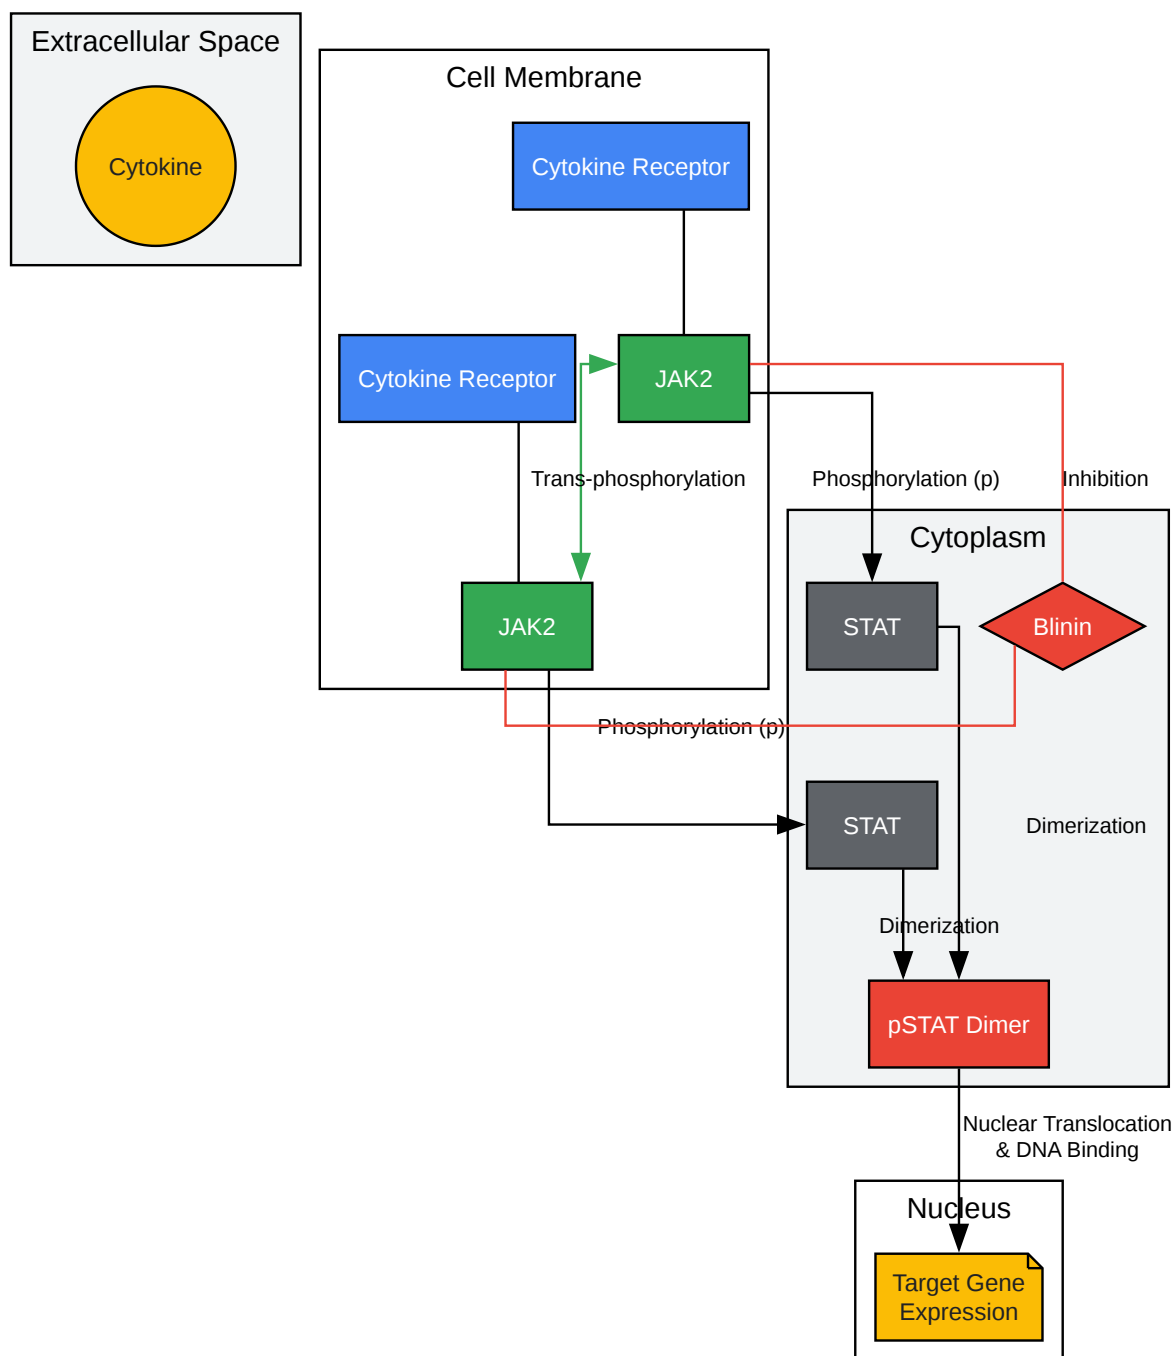 Extracellular Space
Cytokine
Cell Membrane
Cytokine Receptor
Cytokine Receptor
JAK2
Trans-phosphorylation
Phosphorylation (p)
Inhibition
Cytoplasm
JAK2
STAT
Blinin
Phosphorylation (p)
STAT
Dimerization
Dimerization
pSTAT Dimer
Nuclear Translocation
& DNA Binding
Nucleus
Target Gene
Expression